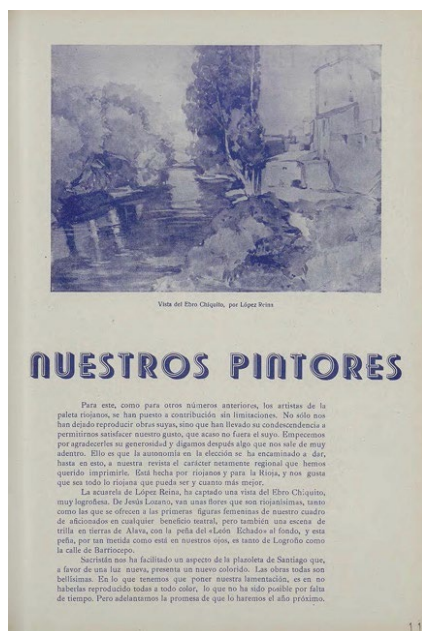 Vista del Ebro Chiquito, por López Reina
NUESTROS PINTORES
Para este, como para otros números anteriores, los artistas de la
paleta riojanos, se han puesto a contribución sin limitaciones. No sólo nos
han dejado reproducir obras suyas, sino que han llevado su condescendencia a
permitirnos satisfacer nuestro gusto, que acaso no fuera el suyo. Empecemos
por agradecerles su generosidad y digamos después algo que nos sale de muy
adentro. Ello es que la autonomía en la elección se ha encaminado a dar,
hasta en esto, a nuestra revista el carácter netamente regional que hemos
querido imprimirle. Está hecha por riojanos y para la Rioja, y nos gusta
que sea todo lo riojana que pueda ser y cuanto más mejor.
La acuarela de López Reina, ha captado una vista del Ebro Chiquito,
muy logroñesa. De Jesús Lozano, van unas flores que son riojanísimas, tanto
como las que se ofrecen a las primeras figuras femeninas de nuestro cuadro
de aficionados en cualquier beneficio teatral, pero también una escena de
trilla en tierras de Alava, con la peña del «León Echado» al fondo, y esta
peña, por tan metida como está en nuestros ojos, es tanto de Logroño como
la calle de Barriocepo.
Sacristán nos ha facilitado un aspecto de la plazoleta de Santiago que,
a favor de una luz nueva, presenta un nuevo colorido. Las obras todas son
bellísimas. En lo que tenemos que poner nuestra lamentación, es en no
haberlas reproducido todas a todo color, lo que no ha sido posible por falta
de tiempo. Pero adelantemos la promesa de que lo haremos el año próximo.
11